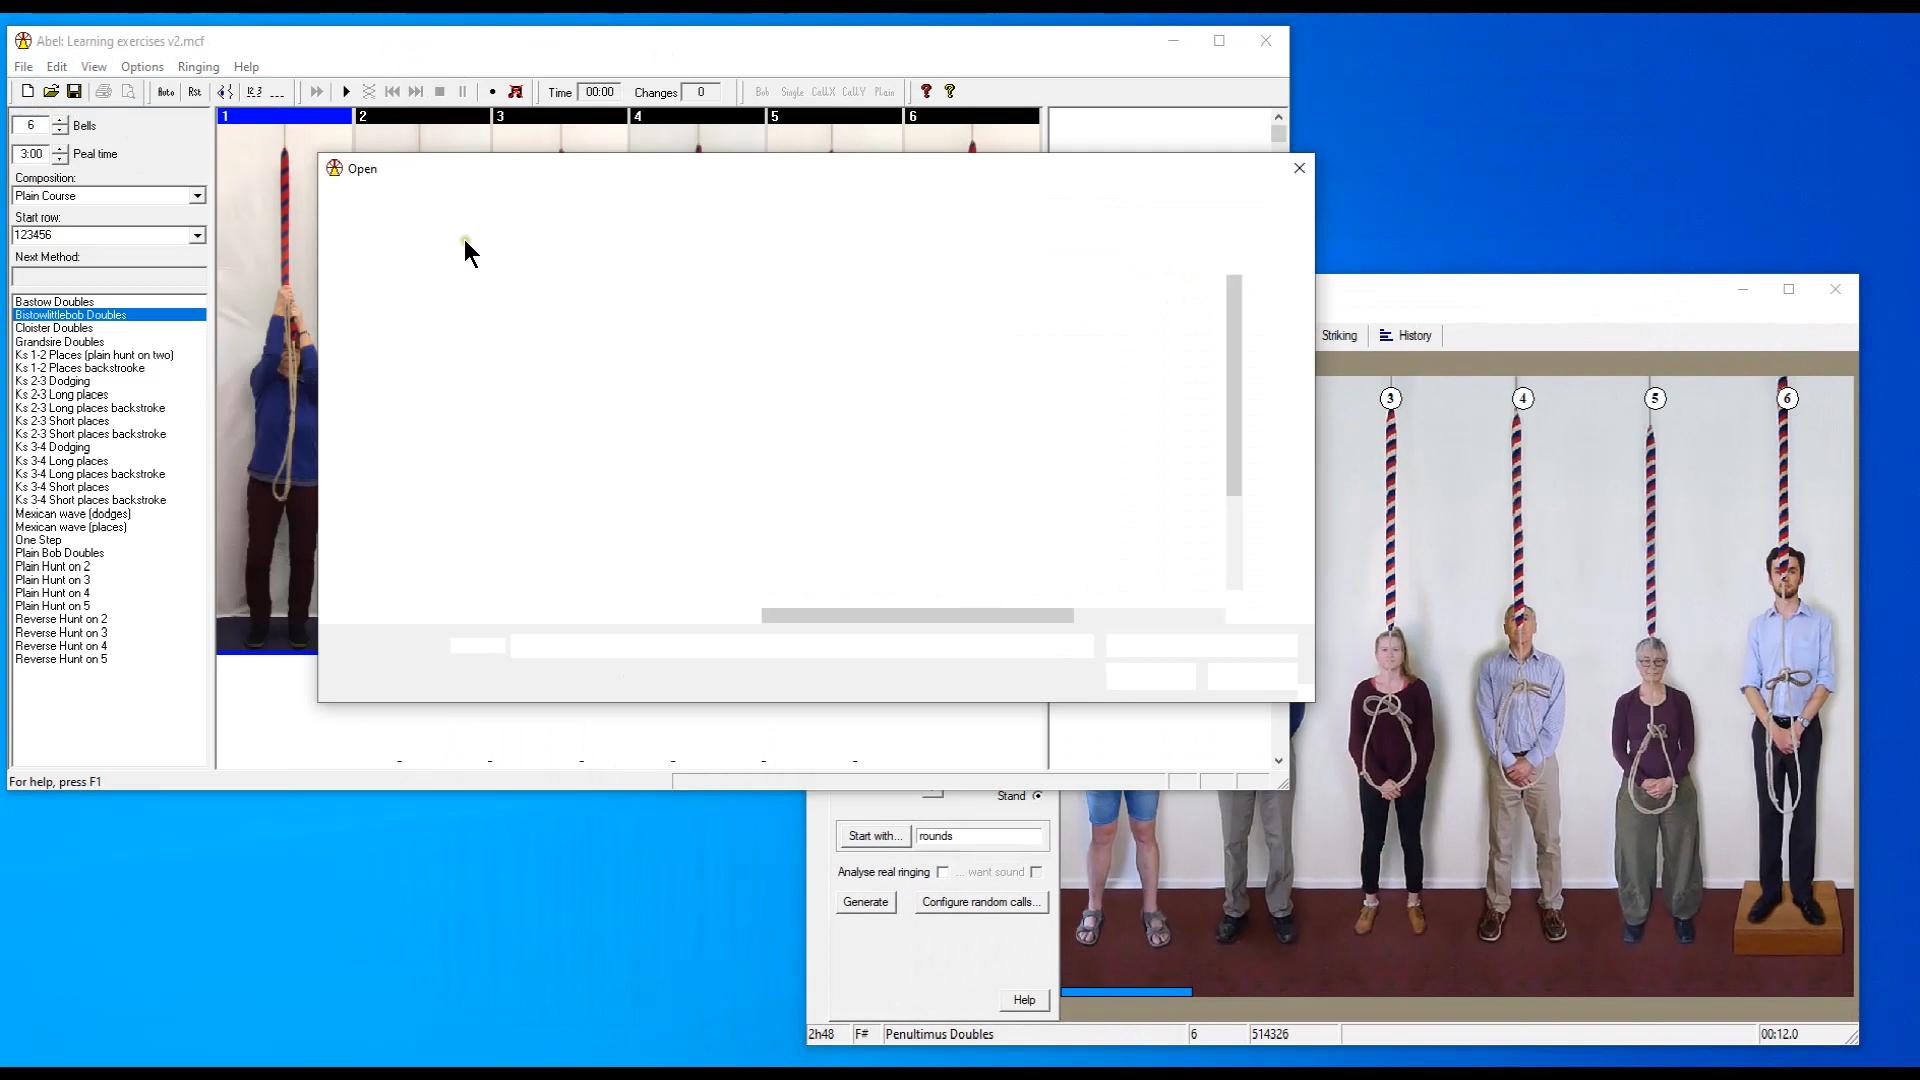 Abel: Learning exercises v2.mcf
File Edit View Options Ringing Help
Auto Rst 12 3 Time 00:00 Changes 0 Bob Single CallX CallY Plain ? ?
6 Bells
3:00 Peal time
Composition:
Plain Course
Start row:
123456
Next Method:
Bastow Doubles
Bistowlittlebob Doubles
Cloister Doubles
Grandsire Doubles
Ks 1-2 Places (plain hunt on two)
Ks 1-2 Places backstrooke
Ks 2-3 Dodging
Ks 2-3 Long places
Ks 2-3 Long places backstroke
Ks 2-3 Short places
Ks 2-3 Short places backstroke
Ks 3-4 Dodging
Ks 3-4 Long places
Ks 3-4 Long places backstroke
Ks 3-4 Short places
Ks 3-4 Short places backstroke
Mexican wave (dodges)
Mexican wave (places)
One Step
Plain Bob Doubles
Plain Hunt on 2
Plain Hunt on 3
Plain Hunt on 4
Plain Hunt on 5
Reverse Hunt on 2
Reverse Hunt on 3
Reverse Hunt on 4
Reverse Hunt on 5
For help, press F1
1 2 3 4 5 6
Open
Striking History
3 4 5 6
Stand
Start with... rounds
Analyse real ringing ... want sound
Generate Configure random calls...
Help
2h48 F# Penultimus Doubles 6 514326 00:12.0